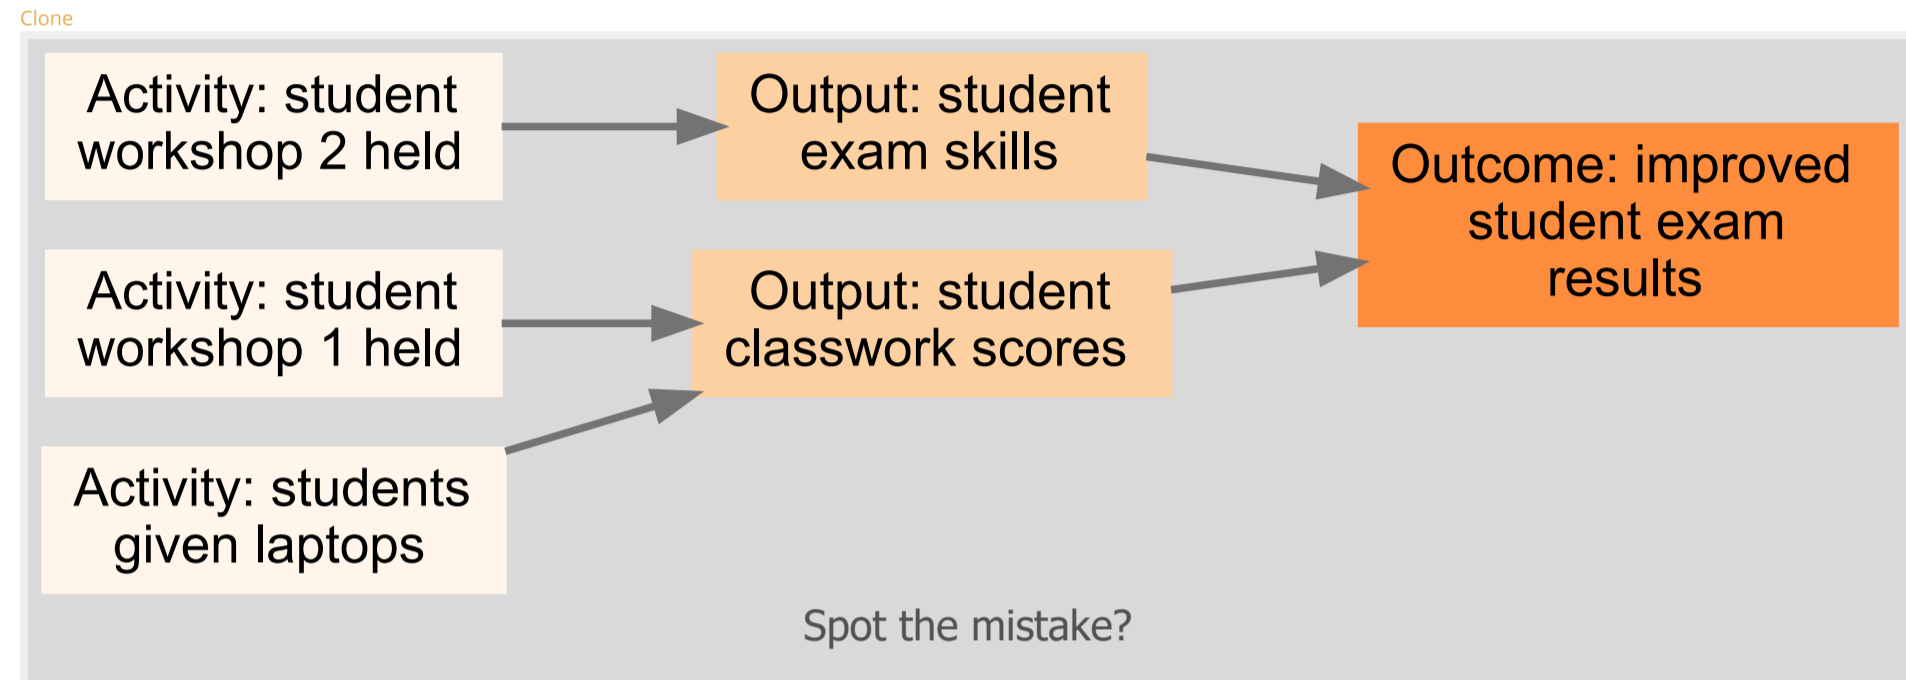 Clone
Activity: student
workshop 2 held
Output: student
exam skills
Outcome: improved
student exam
results
Activity: student
workshop 1 held
Output: student
classwork scores
Activity: students
given laptops
Spot the mistake?